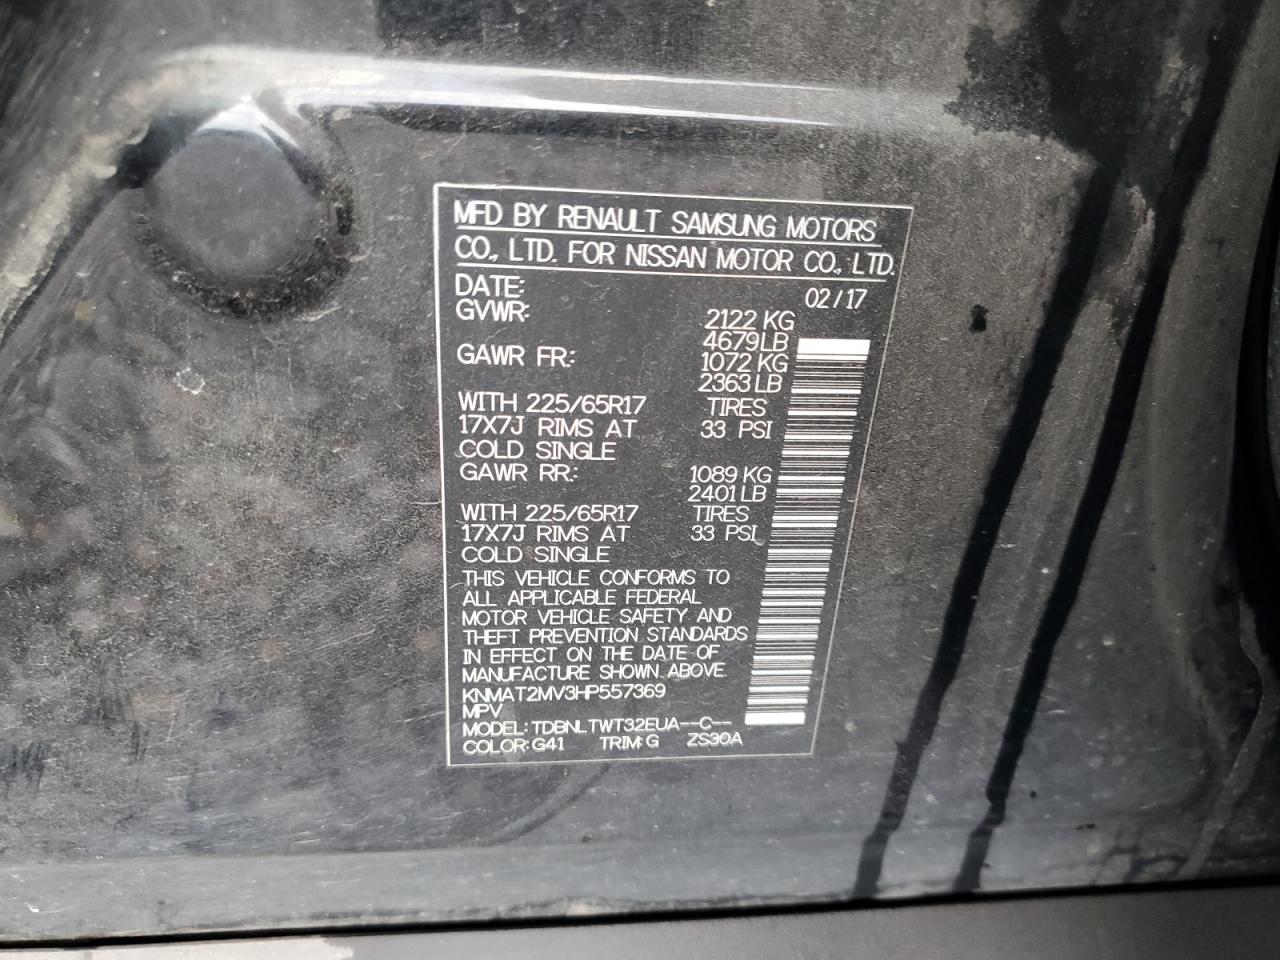 MFD BY RENAULT SAMSUNG MOTORS
CO., LTD. FOR NISSAN MOTOR CO., LTD.
DATE: 02/17
GVWR: 2122 KG
4679LB
GAWR FR.: 1072 KG
2363LB
WITH 225/65R17 TIRES
17X7J RIMS AT 33 PSI
COLD SINGLE
GAWR RR.: 1089 KG
2401LB
WITH 225/65R17 TIRES
17X7J RIMS AT 33 PSI
COLD SINGLE
THIS VEHICLE CONFORMS TO
ALL APPLICABLE FEDERAL
MOTOR VEHICLE SAFETY AND
THEFT PREVENTION STANDARDS
IN EFFECT ON THE DATE OF
MANUFACTURE SHOWN ABOVE.
KNMAT2MV3HP557369
MPV
MODEL: TDBNLTWT32EUA--C--
COLOR: G41 TRIM: G ZS30A